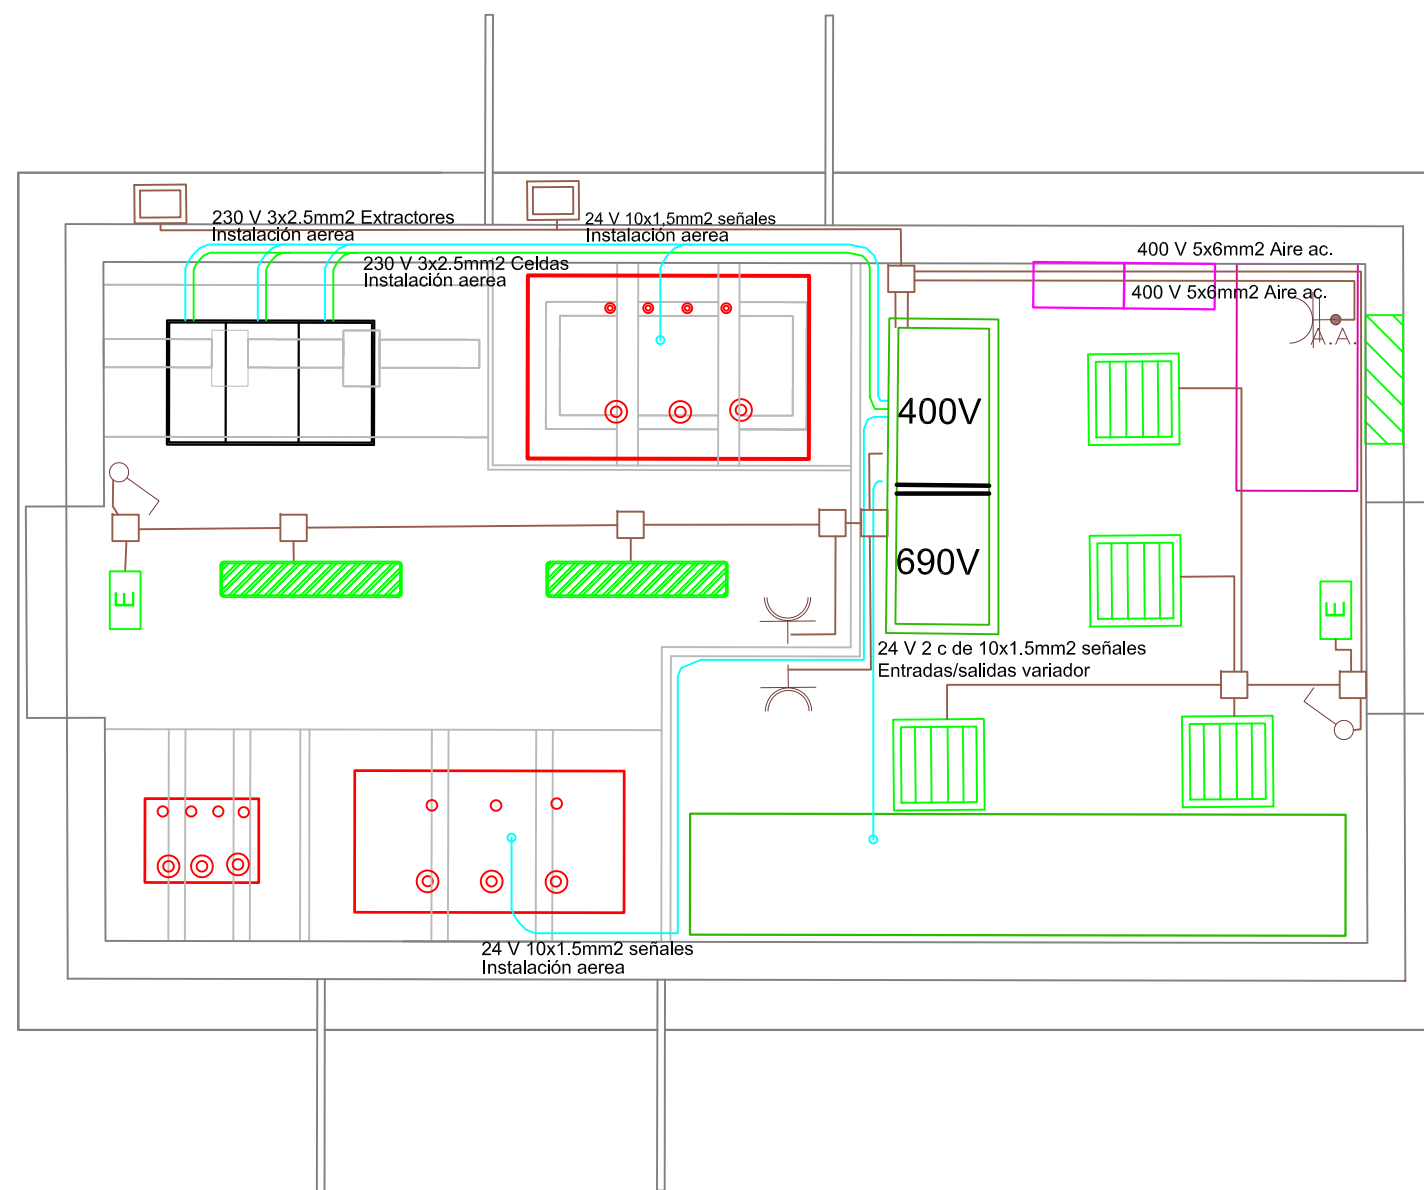 230 V 3x2.5mm2 Extractores
Instalación aerea
24 V 10x1,5mm2 señales
Instalación aerea
400 V 5x6mm2 Aire ac.
230 V 3x2.5mm2 Celdas
Instalación aerea
400 V 5x6mm2 Aire ac.
A.A.
400V
690V
E
E
24 V 2 c de 10x1.5mm2 señales
Entradas/salidas variador
24 V 10x1.5mm2 señales
Instalación aerea